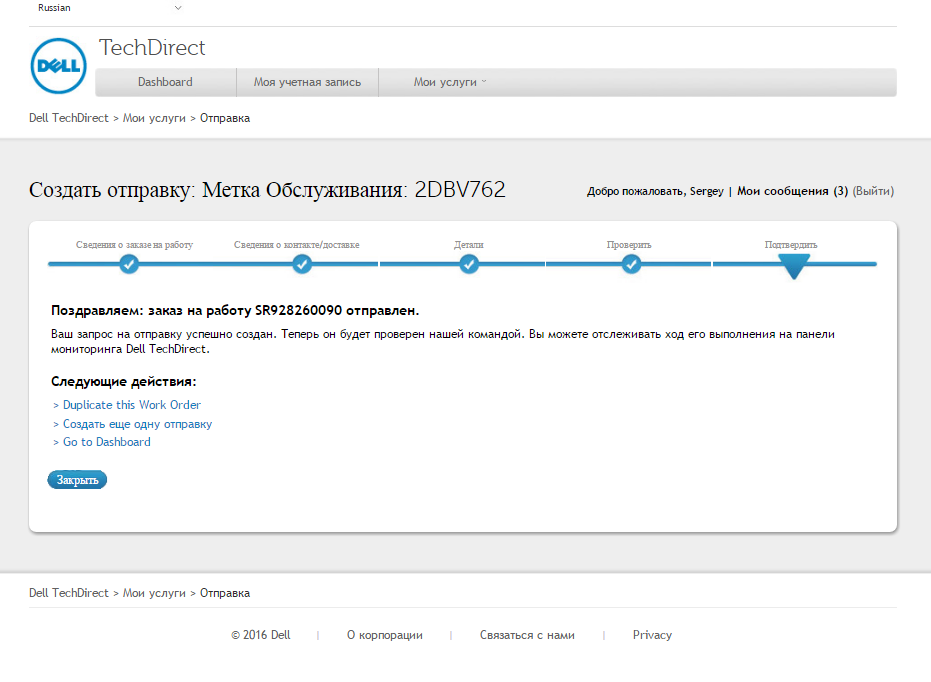 Russian
DELL
TechDirect
Dashboard Моя учетная запись Мои услуги
Dell TechDirect > Мои услуги > Отправка
Создать отправку: Метка Обслуживания: 2DBV762
Добро пожаловать, Sergey | Мои сообщения (3) (Выйти)
Сведения о заказе на работу Сведения о контакте/доставке Детали Проверить Подтвердить
Поздравляем: заказ на работу SR928260090 отправлен.
Ваш запрос на отправку успешно создан. Теперь он будет проверен нашей командой. Вы можете отслеживать ход его выполнения на панели
мониторинга Dell TechDirect.
Следующие действия:
> Duplicate this Work Order
> Создать еще одну отправку
> Go to Dashboard
Закрыть
Dell TechDirect > Мои услуги > Отправка
© 2016 Dell | О корпорации | Связаться с нами | Privacy